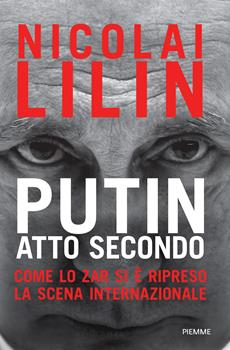 NICOLAI
LILIN
PUTIN
ATTO SECONDO
COME LO ZAR SI È RIPRESO
LA SCENA INTERNAZIONALE
PIEMME